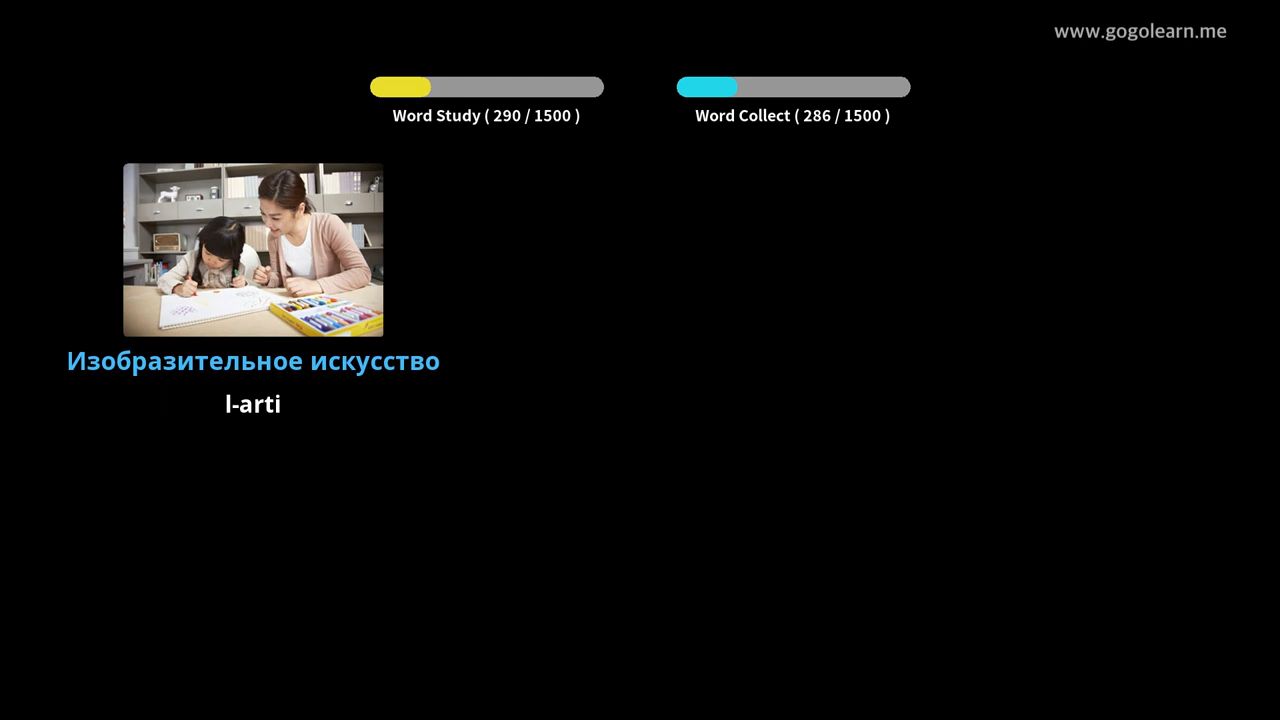 www.gogolearn.me
Word Study ( 290 / 1500 )
Word Collect ( 286 / 1500 )
Изобразительное искусство
l-arti